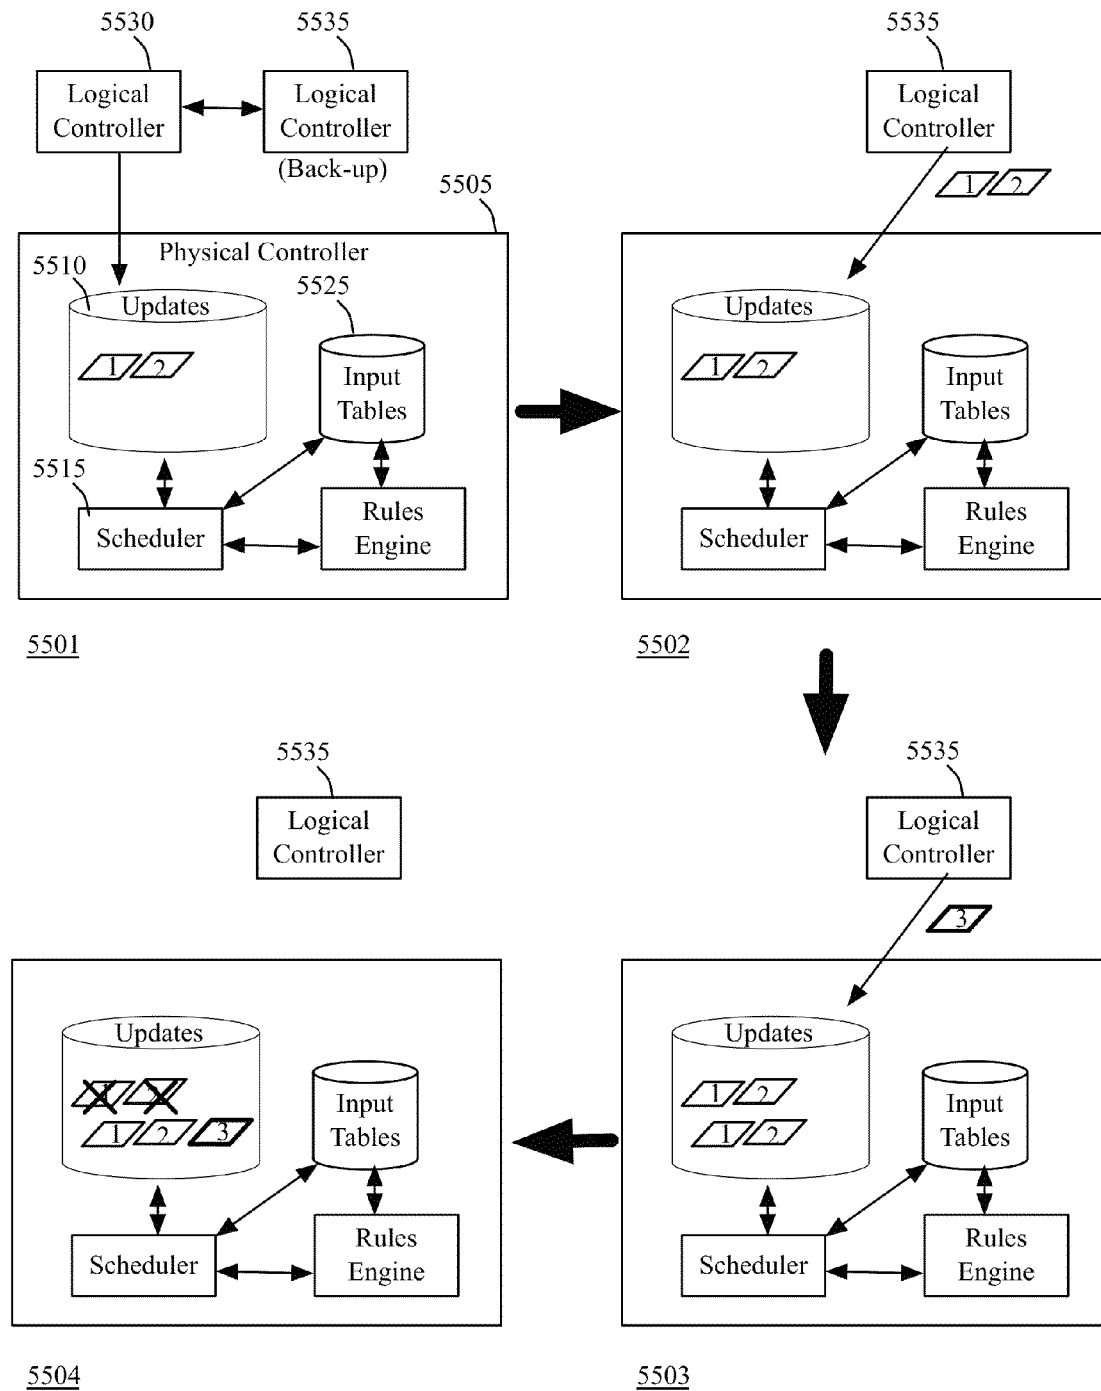 5530
5535
Logical
Controller
Logical
Controller
(Back-up)
5505
Physical Controller
5510
Updates
5525
1
2
Input
Tables
5515
Scheduler
Rules
Engine
5501
5535
Logical
Controller
1
2
Updates
1
2
Input
Tables
Scheduler
Rules
Engine
5502
5535
Logical
Controller
Updates
1
2
1
2
3
Input
Tables
Scheduler
Rules
Engine
5504
5535
Logical
Controller
3
Updates
1
2
1
2
Input
Tables
Scheduler
Rules
Engine
5503